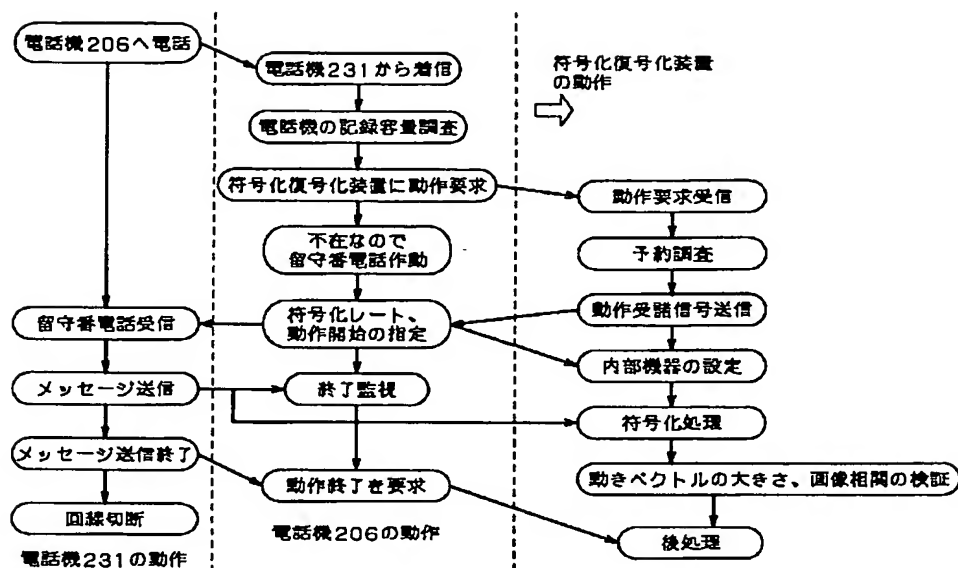 電話機206へ電話
留守番電話受信
メッセージ送信
メッセージ送信終了
回線切断
電話機231の動作
電話機231から着信
電話機の記録容量調査
符号化復号化装置に動作要求
不在なので
留守番電話作動
符号化レート、
動作開始の指定
終了監視
動作終了を要求
電話機206の動作
符号化復号化装置
の動作
動作要求受信
予約調査
動作受諾信号送信
内部機器の設定
符号化処理
動きベクトルの大きさ、画像相関の検証
後処理